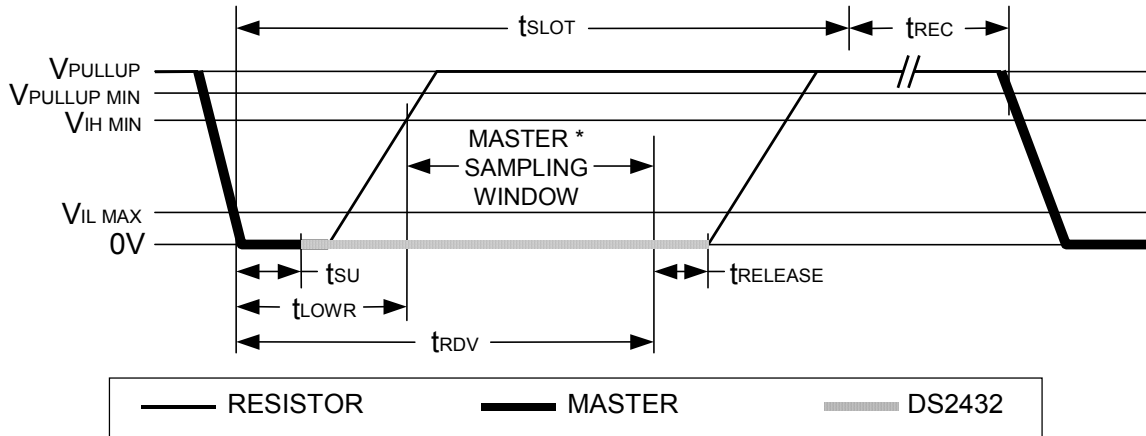 tSLOT
tREC
VPULLUP
VPULLUP MIN
VIH MIN
MASTER *
SAMPLING
WINDOW
VIL MAX
0V
tSU
tRELEASE
tLOWR
tRDV
RESISTOR MASTER DS2432